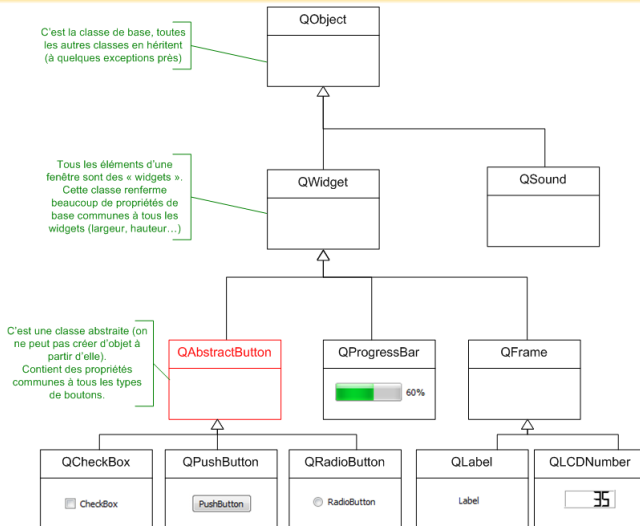 QObject
C'est la classe de base, toutes
les autres classes en héritent
(à quelques exceptions près)
Tous les éléments d'une
fenêtre sont des « widgets ».
Cette classe renferme
beaucoup de propriétés de
base communes à tous les
widgets (largeur, hauteur…)
QWidget
QSound
C'est une classe abstraite (on
ne peut pas créer d'objet à
partir d'elle).
Contient des propriétés
communes à tous les types
de boutons.
QAbstractButton
QProgressBar
60%
QFrame
QCheckBox
CheckBox
QPushButton
PushButton
QRadioButton
RadioButton
QLabel
Label
QLCDNumber
35